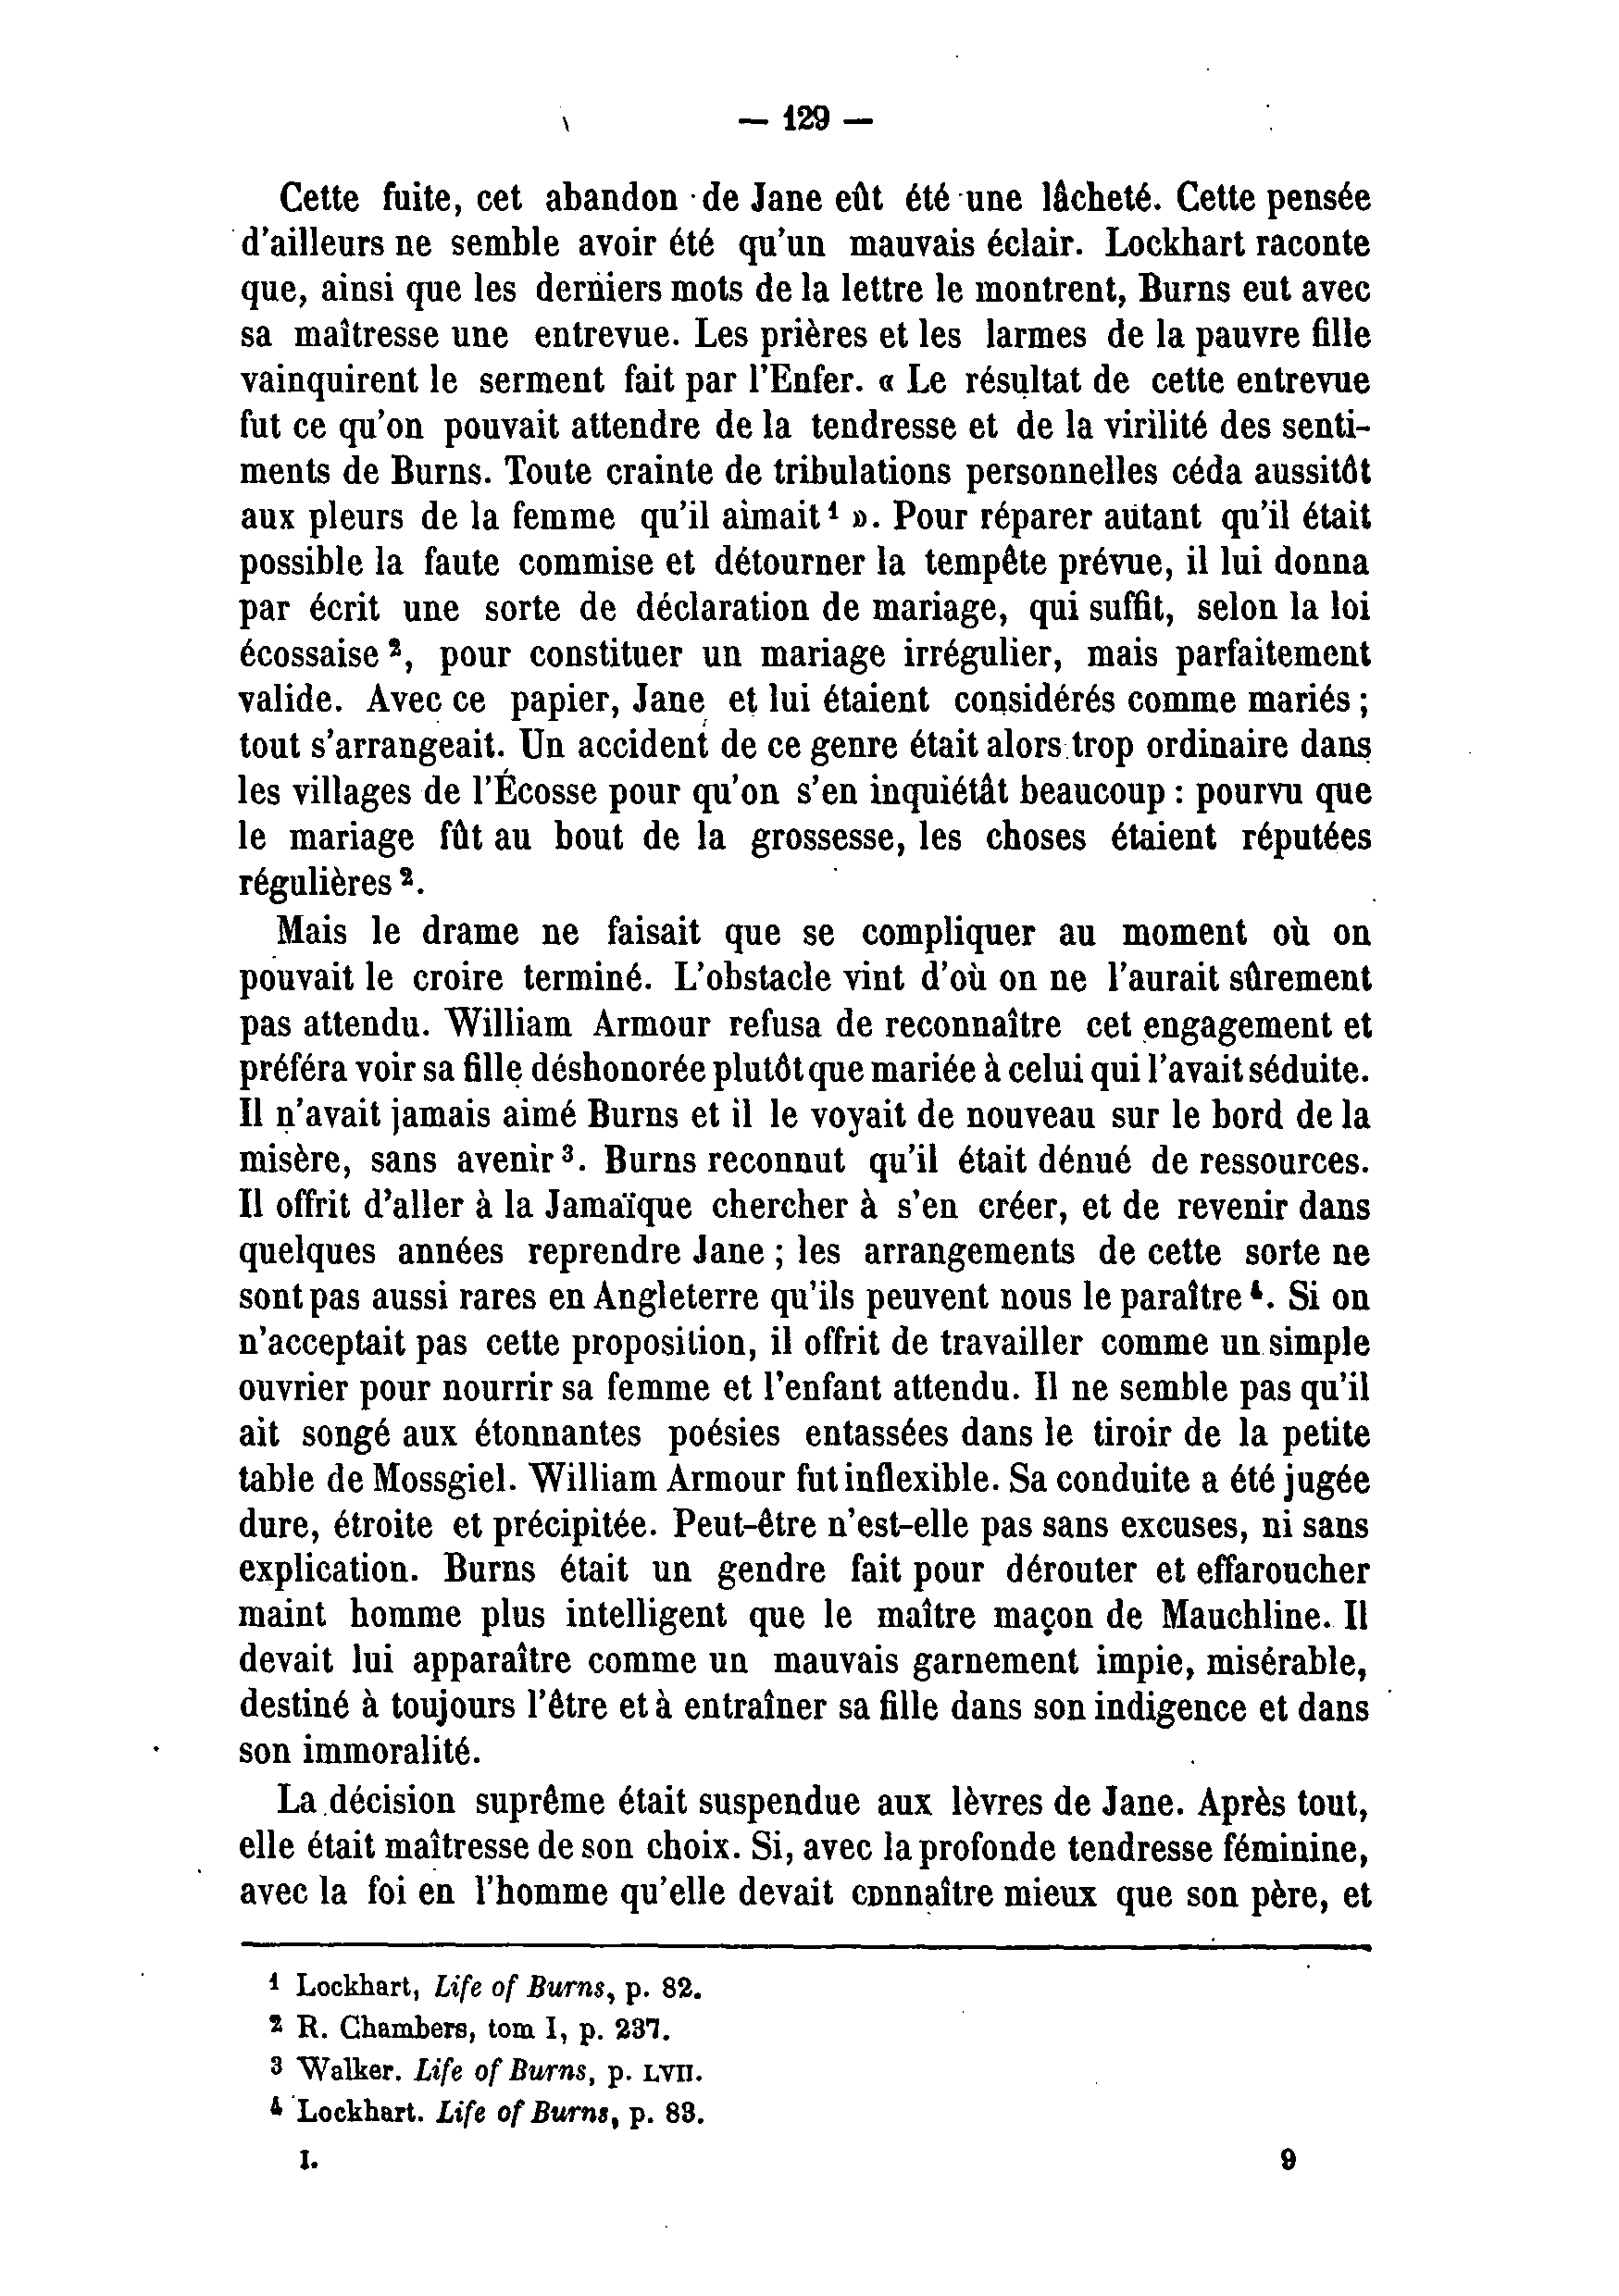 — 129 —
Cette fuite, cet abandon de Jane eût été une lâcheté. Cette pensée
d'ailleurs ne semble avoir été qu'un mauvais éclair. Lockhart raconte
que, ainsi que les derniers mots de la lettre le montrent, Burns eut avec
sa maîtresse une entrevue. Les prières et les larmes de la pauvre fille
vainquirent le serment fait par l'Enfer. « Le résultat de cette entrevue
fut ce qu'on pouvait attendre de la tendresse et de la virilité des senti-
ments de Burns. Toute crainte de tribulations personnelles céda aussitôt
aux pleurs de la femme qu'il aimait ¹ ». Pour réparer autant qu'il était
possible la faute commise et détourner la tempête prévue, il lui donna
par écrit une sorte de déclaration de mariage, qui suffit, selon la loi
écossaise ², pour constituer un mariage irrégulier, mais parfaitement
valide. Avec ce papier, Jane et lui étaient considérés comme mariés ;
tout s'arrangeait. Un accident de ce genre était alors trop ordinaire dans
les villages de l'Écosse pour qu'on s'en inquiétât beaucoup : pourvu que
le mariage fût au bout de la grossesse, les choses étaient réputées
régulières ².
Mais le drame ne faisait que se compliquer au moment où on
pouvait le croire terminé. L'obstacle vint d'où on ne l'aurait sûrement
pas attendu. William Armour refusa de reconnaître cet engagement et
préféra voir sa fille déshonorée plutôt que mariée à celui qui l'avait séduite.
Il n'avait jamais aimé Burns et il le voyait de nouveau sur le bord de la
misère, sans avenir ³. Burns reconnut qu'il était dénué de ressources.
Il offrit d'aller à la Jamaïque chercher à s'en créer, et de revenir dans
quelques années reprendre Jane ; les arrangements de cette sorte ne
sont pas aussi rares en Angleterre qu'ils peuvent nous le paraître ⁴. Si on
n'acceptait pas cette proposition, il offrit de travailler comme un simple
ouvrier pour nourrir sa femme et l'enfant attendu. Il ne semble pas qu'il
ait songé aux étonnantes poésies entassées dans le tiroir de la petite
table de Mossgiel. William Armour fut inflexible. Sa conduite a été jugée
dure, étroite et précipitée. Peut-être n'est-elle pas sans excuses, ni sans
explication. Burns était un gendre fait pour dérouter et effaroucher
maint homme plus intelligent que le maître maçon de Mauchline. Il
devait lui apparaître comme un mauvais garnement impie, misérable,
destiné à toujours l'être et à entraîner sa fille dans son indigence et dans
son immoralité.
La décision suprême était suspendue aux lèvres de Jane. Après tout,
elle était maîtresse de son choix. Si, avec la profonde tendresse féminine,
avec la foi en l'homme qu'elle devait connaître mieux que son père, et
¹ Lockhart, Life of Burns, p. 82.
² R. Chambers, tom I, p. 237.
³ Walker. Life of Burns, p. LVII.
⁴ Lockhart. Life of Burns, p. 83.
I. 9